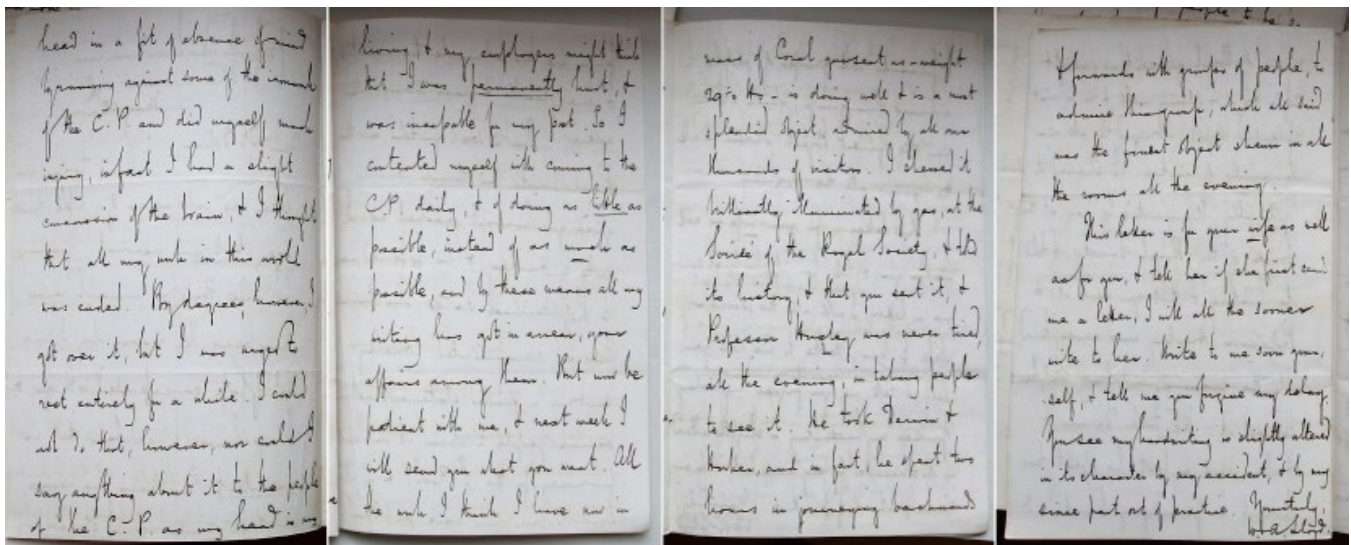 head in a fit of absence of mind
by running against some of the ironwork
of the C.P. and did myself much
injury, in fact I had a slight
concussion of the brain, & I thought
that all my work in this world
was ended. By degrees, however, I
got over it, but I was urged to
rest entirely for a while. I could
not do that, however, nor could I
say anything about it to the people
of the C.P. as my head is my
living, & my employers might think
that I was permanently hurt, &
was incapable for my post. So I
contented myself with coming to the
C.P. daily, & of doing as little as
possible, instead of as much as
possible, and by these means all my
writing has got in arrear, your
affairs among them. But now be
patient with me, & next week I
will send you what you want. All
the work I think I have now in
mass of Coral you sent us - weight
29½ lbs - is doing well & is a most
splendid object, admired by all our
thousands of visitors. I shewed it
brilliantly illuminated by gas, at the
Soireé of the Royal Society, & told
its history, & that you sent it, &
Professor Huxley was never tired,
all the evening, in taking people
to see it. He took Darwin &
Hooker, and in fact, he spent two
hours in journeying backward
& forwards with groups of people, to
admire this group, which all said
was the finest object shewn in all
the rooms all the evening.
This letter is for your wife as well
as for you, & tell her if she first send
me a letter, I will all the sooner
write to her. Write to me soon your-
self, & tell me you forgive my delay.
You see my handwriting is slightly altered
in its character by my accident, & by my
since part out of practice. Yours truly,
W. A. Lloyd.